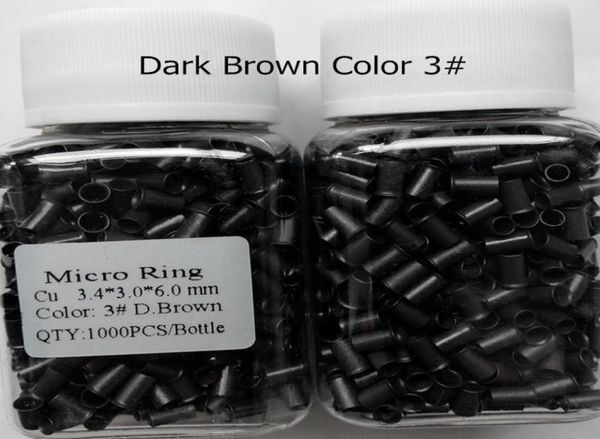 Dark Brown Color 3#
Micro Ring
Cu 3.4*3.0*6.0 mm
Color: 3# D.Brown
QTY:1000PCS/Bottle